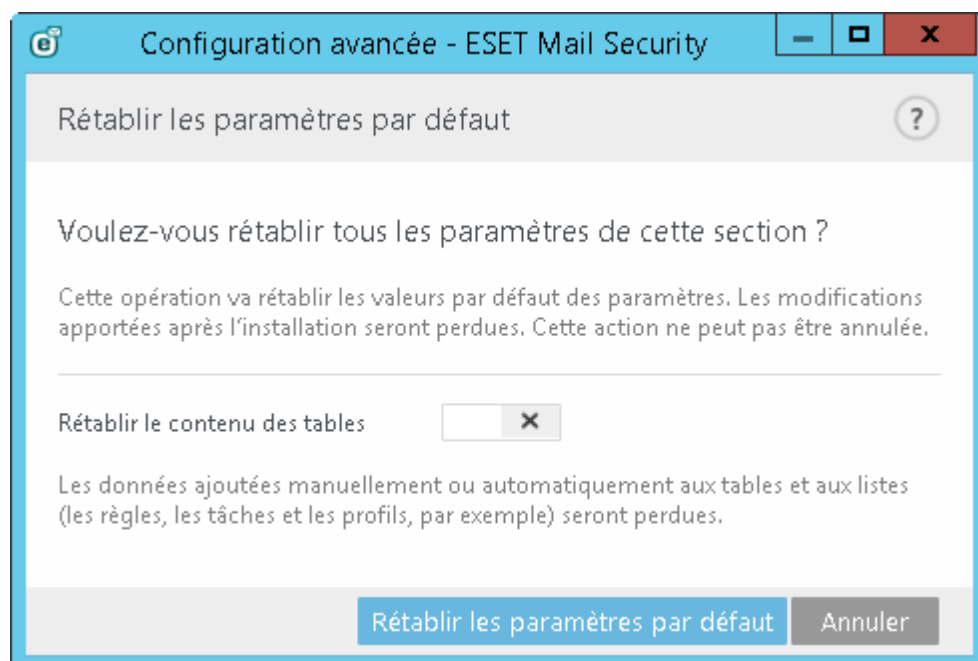 Configuration avancée - ESET Mail Security
Rétablir les paramètres par défaut
?
Voulez-vous rétablir tous les paramètres de cette section ?
Cette opération va rétablir les valeurs par défaut des paramètres. Les modifications
apportées après l'installation seront perdues. Cette action ne peut pas être annulée.
Rétablir le contenu des tables
Les données ajoutées manuellement ou automatiquement aux tables et aux listes
(les règles, les tâches et les profils, par exemple) seront perdues.
Rétablir les paramètres par défaut
Annuler